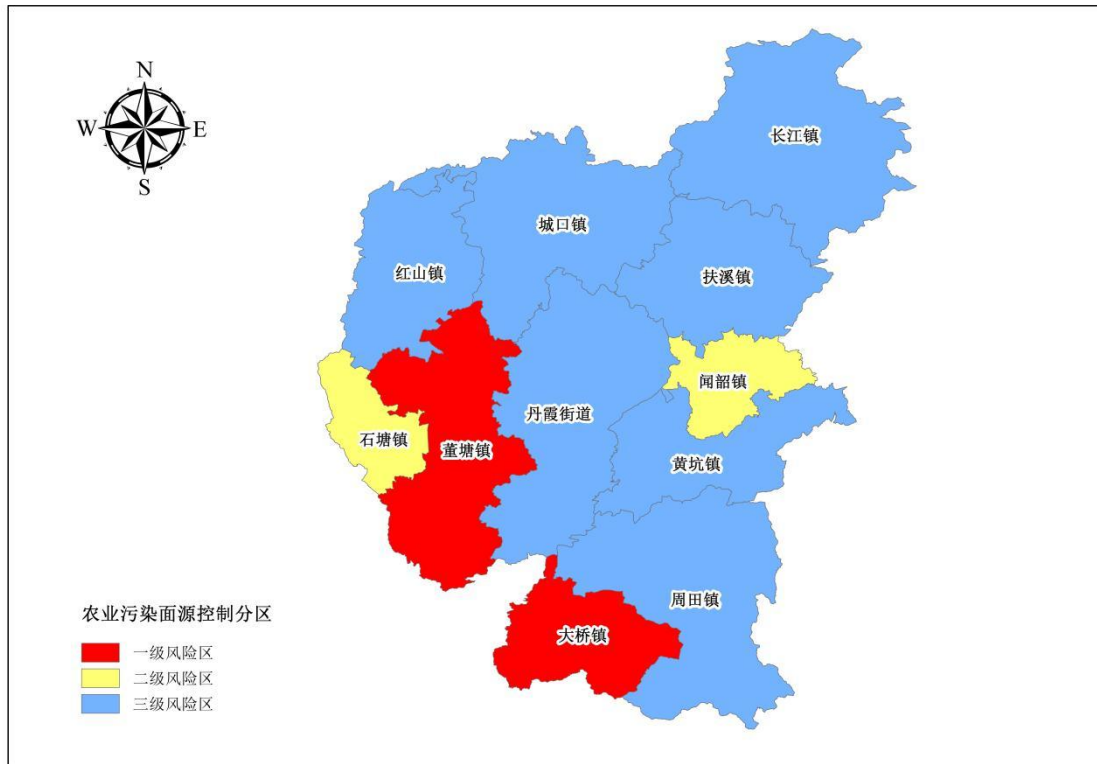 N
W
E
S
长江镇
城口镇
红山镇
扶溪镇
闻韶镇
丹霞街道
石塘镇
董塘镇
黄坑镇
周田镇
大桥镇
农业污染面源控制分区
一级风险区
二级风险区
三级风险区